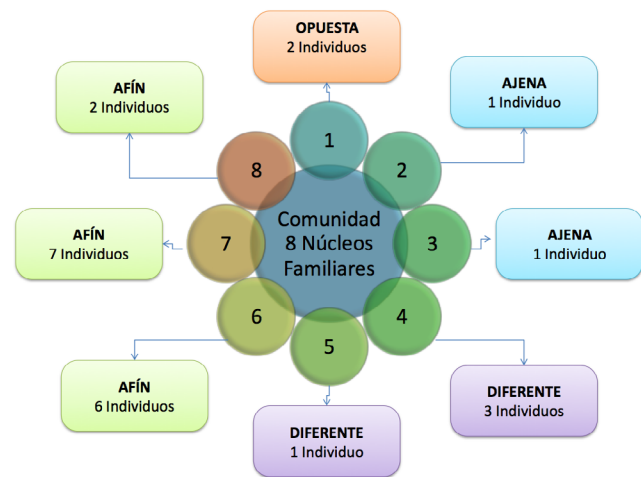 OPUESTA
2 Individuos
AFÍN
2 Individuos
AJENA
1 Individuo
1
8
2
AFÍN
7 Individuos
7
Comunidad
8 Núcleos
Familiares
3
AJENA
1 Individuo
6
4
5
AFÍN
6 Individuos
DIFERENTE
3 Individuos
DIFERENTE
1 Individuo